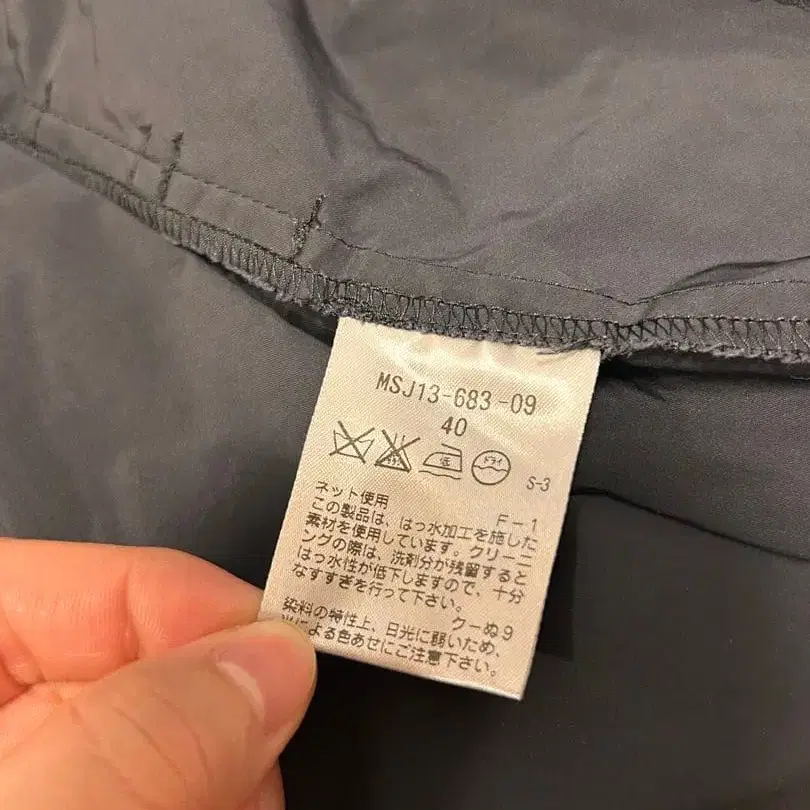 MSJ13-683-09
40
低 ドライ
S-3
ネット使用 F-1
この製品は、はっ水加工を施した
素材を使用しています。クリーニ
ングの際は、洗剤分が残留すると
はっ水性が低下しますので、十分
なすすぎを行って下さい。
クーぬ9
染料の特性上、日光に弱いため、
による色あせにご注意下さい。